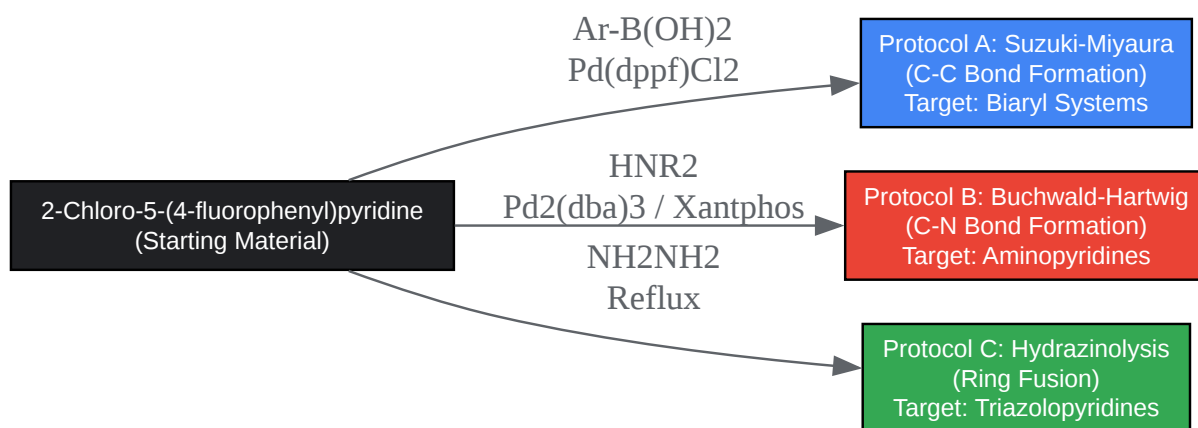 Ar-B(OH)2
Pd(dppf)Cl2
Protocol A: Suzuki-Miyaura
(C-C Bond Formation)
Target: Biaryl Systems
2-Chloro-5-(4-fluorophenyl)pyridine
(Starting Material)
HNR2
Pd2(dba)3 / Xantphos
Protocol B: Buchwald-Hartwig
(C-N Bond Formation)
Target: Aminopyridines
NH2NH2
Reflux
Protocol C: Hydrazinolysis
(Ring Fusion)
Target: Triazolopyridines